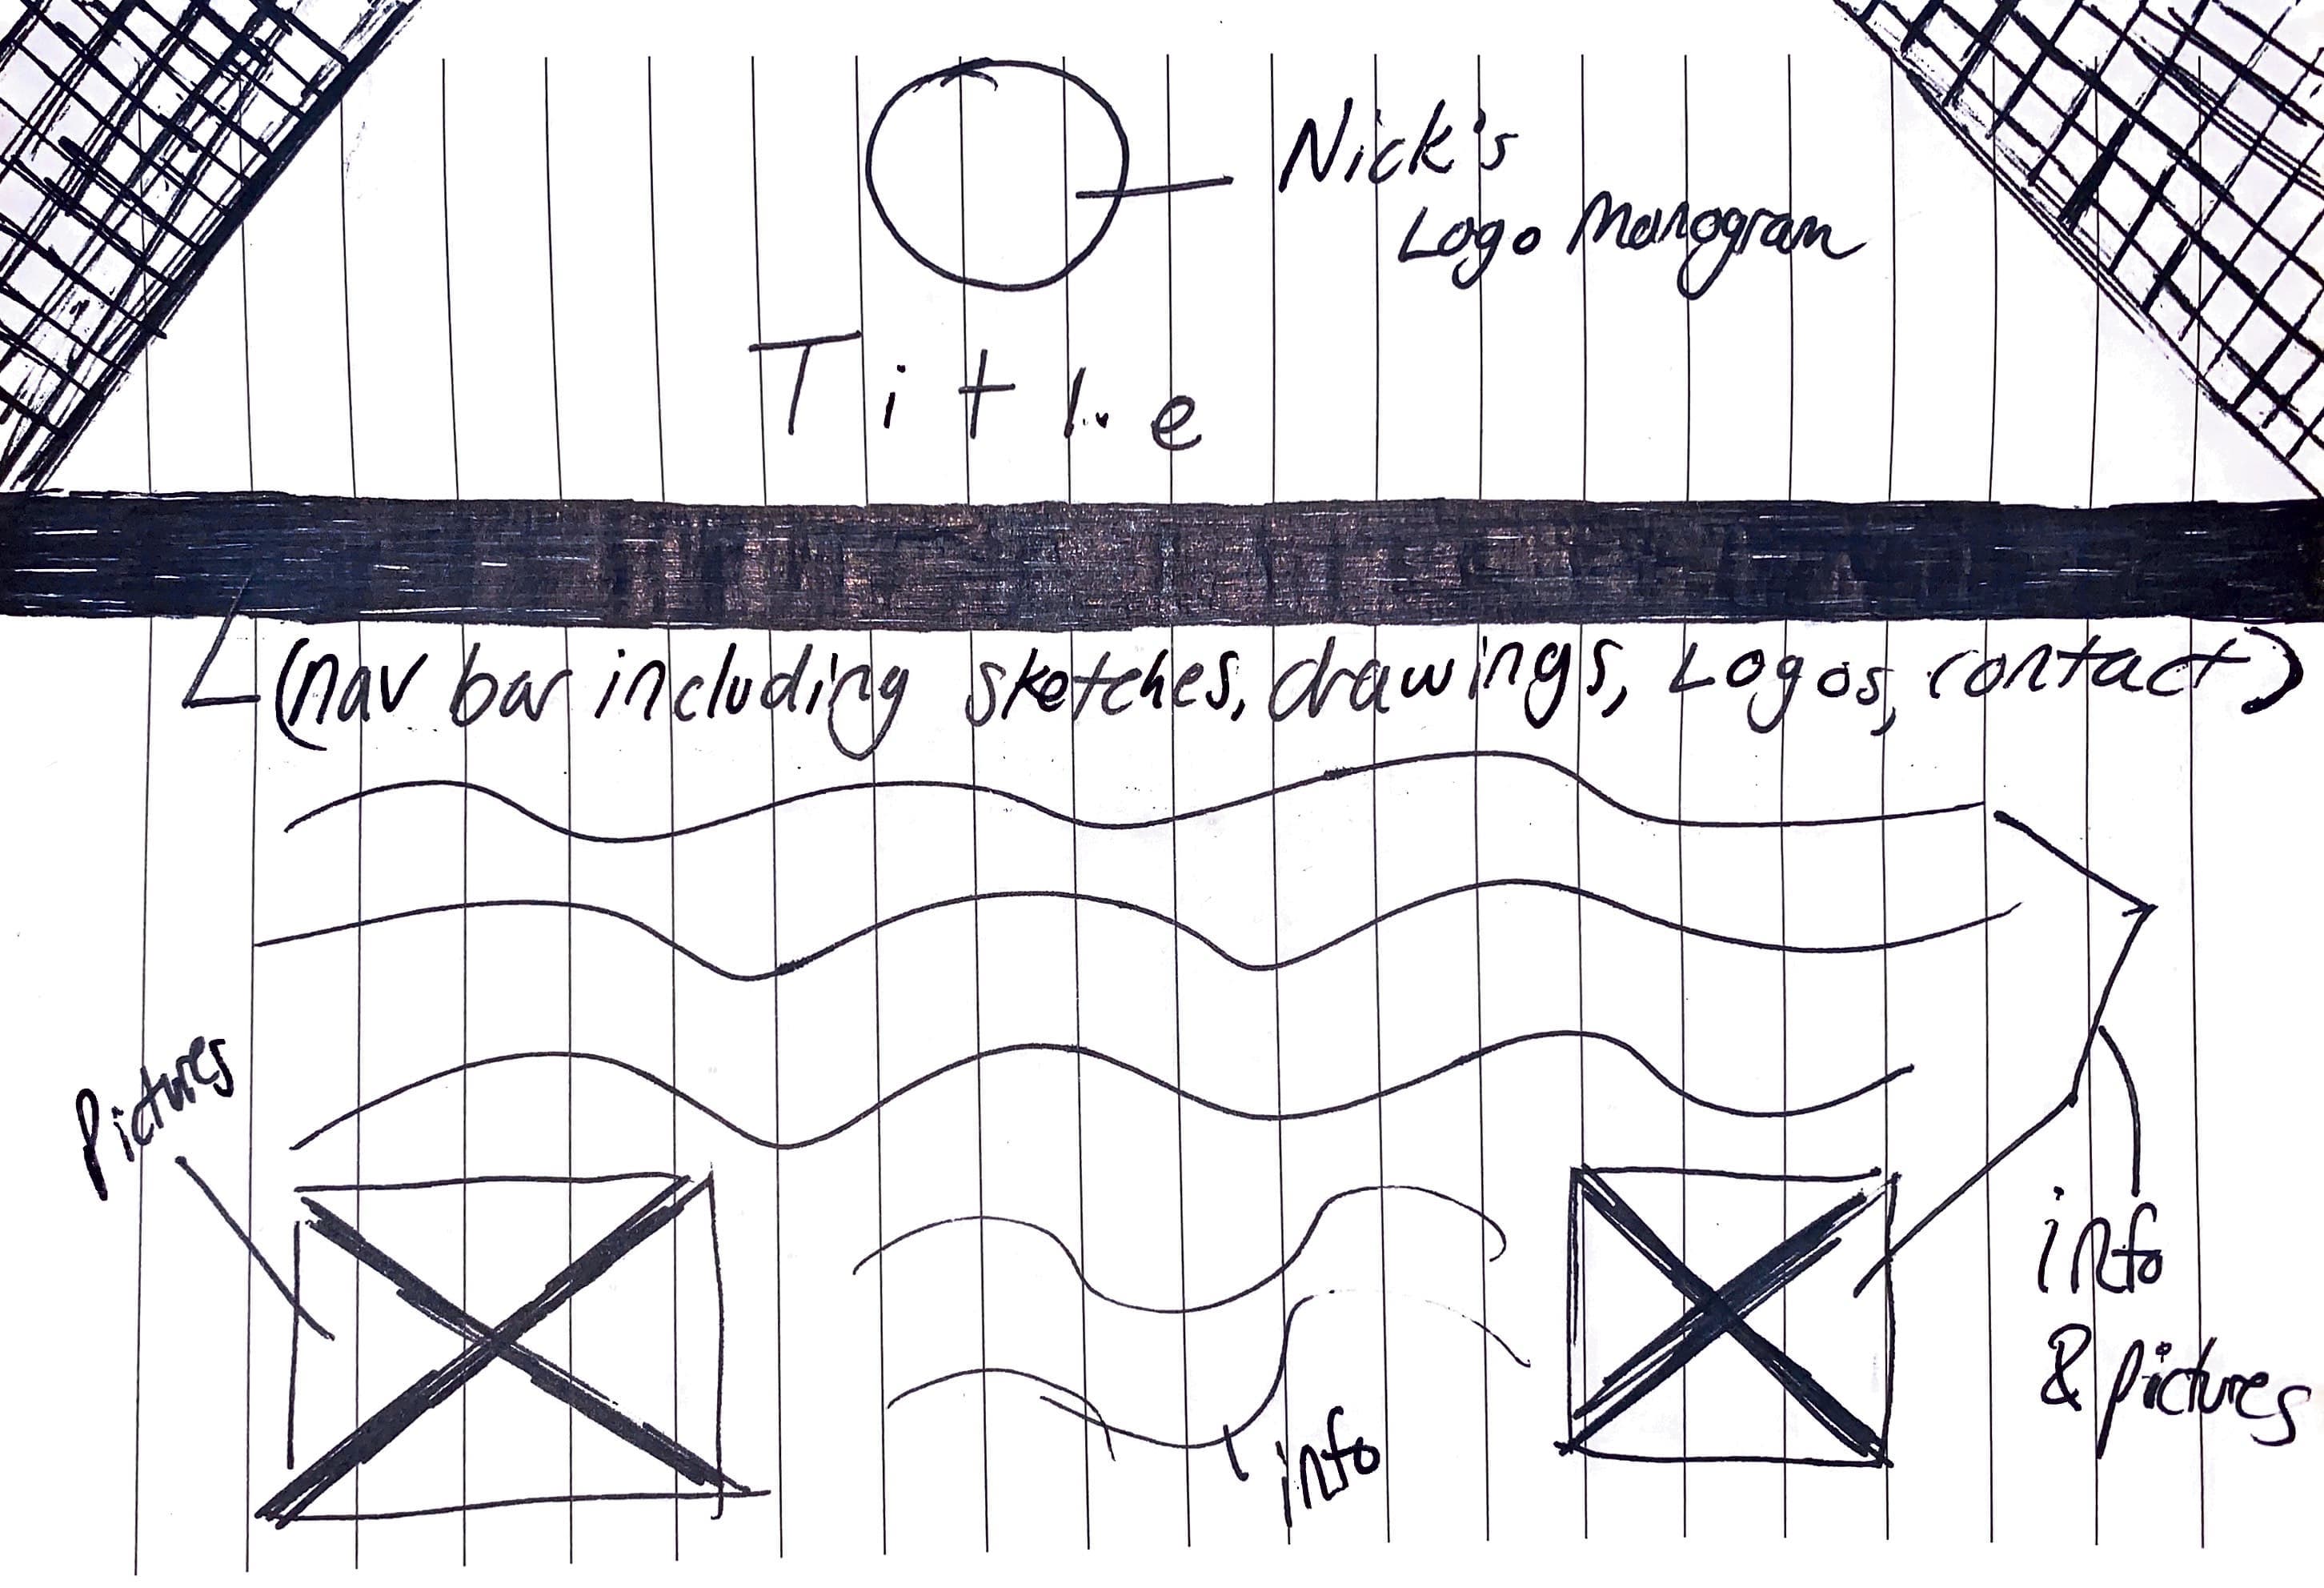 Nick's
Logo Monogram
Title
(nav bar including sketches, drawings, Logos, contact)
Pictures
info
& pictures
info